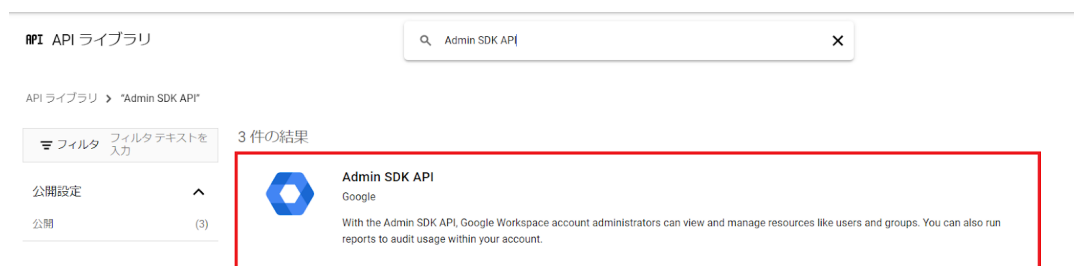 API API ライブラリ
Admin SDK API
API ライブラリ > "Admin SDK API"
フィルタ フィルタ テキストを
入力
3 件の結果
Admin SDK API
Google
With the Admin SDK API, Google Workspace account administrators can view and manage resources like users and groups. You can also run
reports to audit usage within your account.
公開設定
公開 (3)